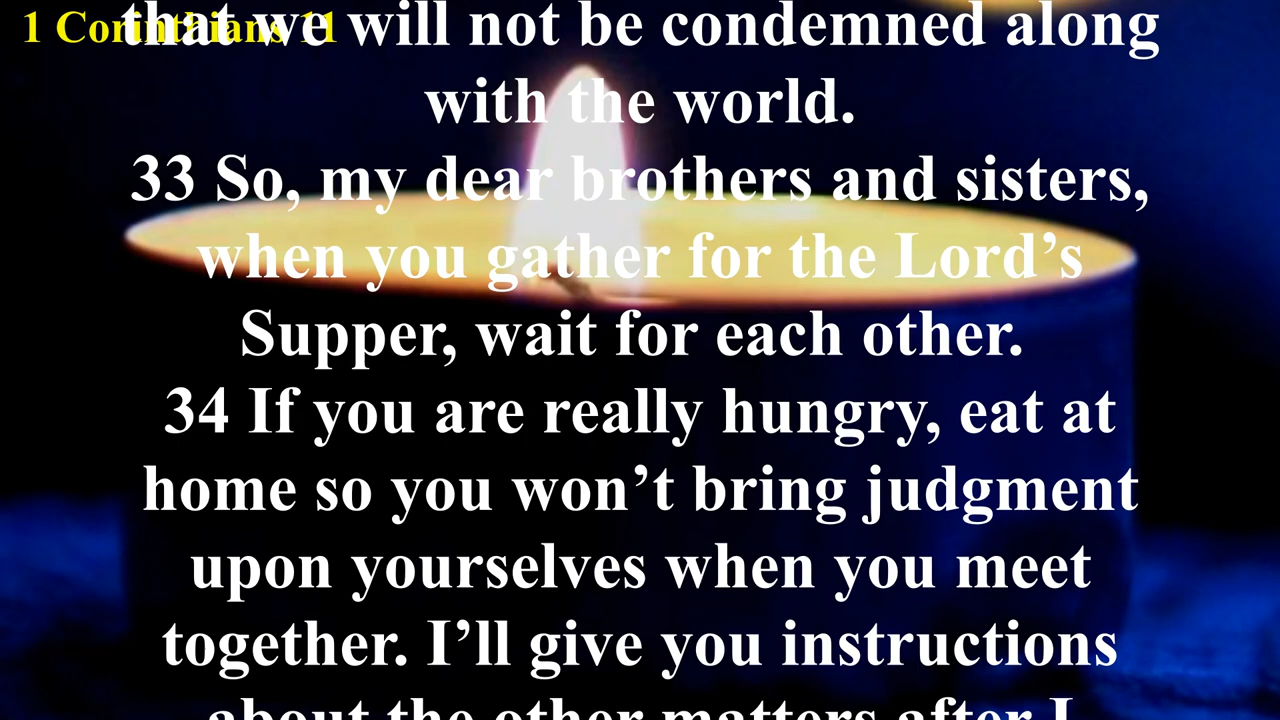 1 Corinthians 11
that we will not be condemned along
with the world.
33 So, my dear brothers and sisters,
when you gather for the Lord’s
Supper, wait for each other.
34 If you are really hungry, eat at
home so you won’t bring judgment
upon yourselves when you meet
together. I’ll give you instructions
about the other matters after I